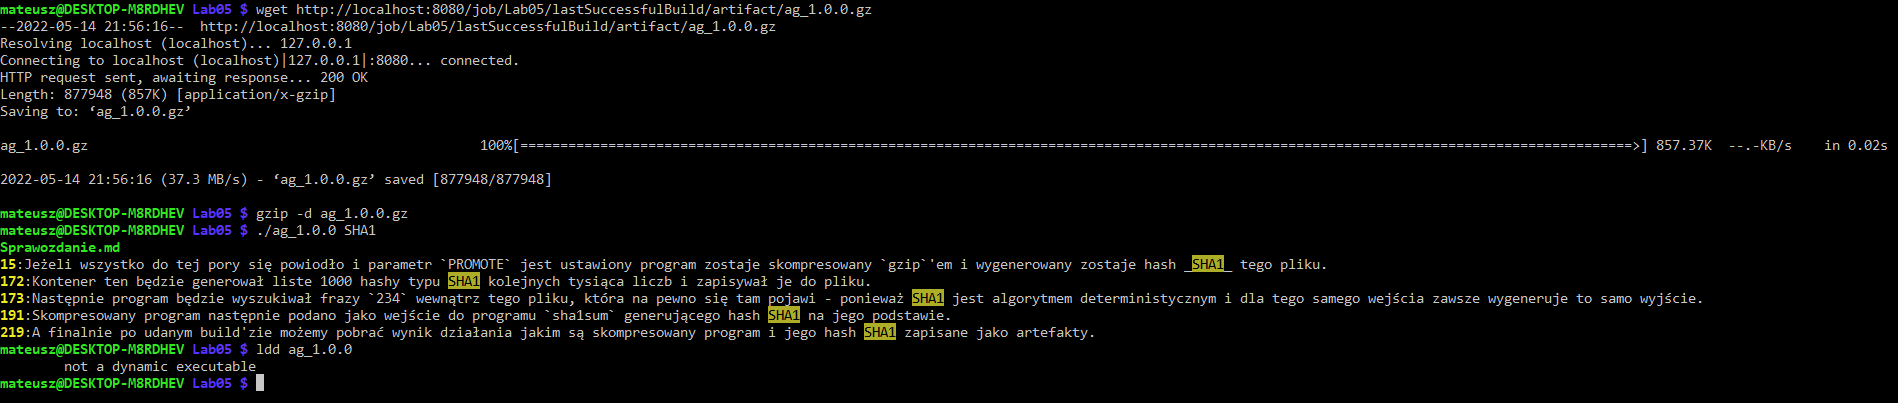 mateusz@DESKTOP-M8RDHEV Lab05 $ wget http://localhost:8080/job/Lab05/lastSuccessfulBuild/artifact/ag_1.0.0.gz
--2022-05-14 21:56:16--  http://localhost:8080/job/Lab05/lastSuccessfulBuild/artifact/ag_1.0.0.gz
Resolving localhost (localhost)... 127.0.0.1
Connecting to localhost (localhost)|127.0.0.1|:8080... connected.
HTTP request sent, awaiting response... 200 OK
Length: 877948 (857K) [application/x-gzip]
Saving to: ‘ag_1.0.0.gz’
ag_1.0.0.gz 100%[===========================================================================================================================================>] 857.37K --.-KB/s in 0.02s
2022-05-14 21:56:16 (37.3 MB/s) - ‘ag_1.0.0.gz’ saved [877948/877948]
mateusz@DESKTOP-M8RDHEV Lab05 $ gzip -d ag_1.0.0.gz
mateusz@DESKTOP-M8RDHEV Lab05 $ ./ag_1.0.0 SHA1
Sprawozdanie.md
15:Jeżeli wszystko do tej pory się powiodło i parametr `PROMOTE` jest ustawiony program zostaje skompresowany `gzip`'em i wygenerowany zostaje hash _SHA1_ tego pliku.
172:Kontener ten będzie generował liste 1000 hashy typu SHA1 kolejnych tysiąca liczb i zapisywał je do pliku.
173:Następnie program będzie wyszukiwał frazy `234` wewnątrz tego pliku, która na pewno się tam pojawi - ponieważ SHA1 jest algorytmem deterministycznym i dla tego samego wejścia zawsze wygeneruje to samo wyjście.
191:Skompresowany program następnie podano jako wejście do programu `sha1sum` generującego hash SHA1 na jego podstawie.
219:A finalnie po udanym build'zie możemy pobrać wynik działania jakim są skompresowany program i jego hash SHA1 zapisane jako artefakty.
mateusz@DESKTOP-M8RDHEV Lab05 $ ldd ag_1.0.0
not a dynamic executable
mateusz@DESKTOP-M8RDHEV Lab05 $